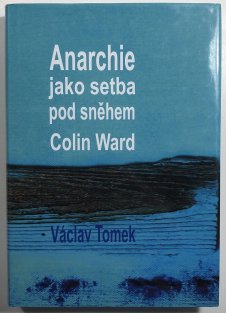 Anarchie
jako setba
pod sněhem
Colin Ward
Václav Tomek